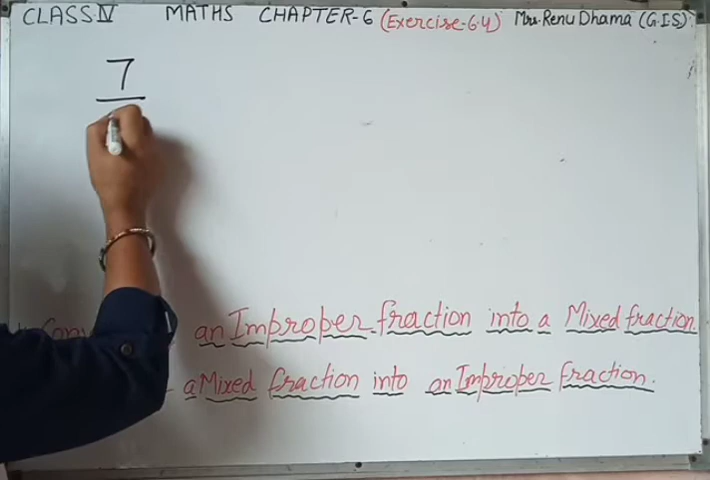 CLASS IV MATHS CHAPTER-6 (Exercise-6.4) Mrs. Renu Dhama (G.I.S)
7
an Improper fraction into a Mixed fraction.
a Mixed fraction into an Improper fraction.